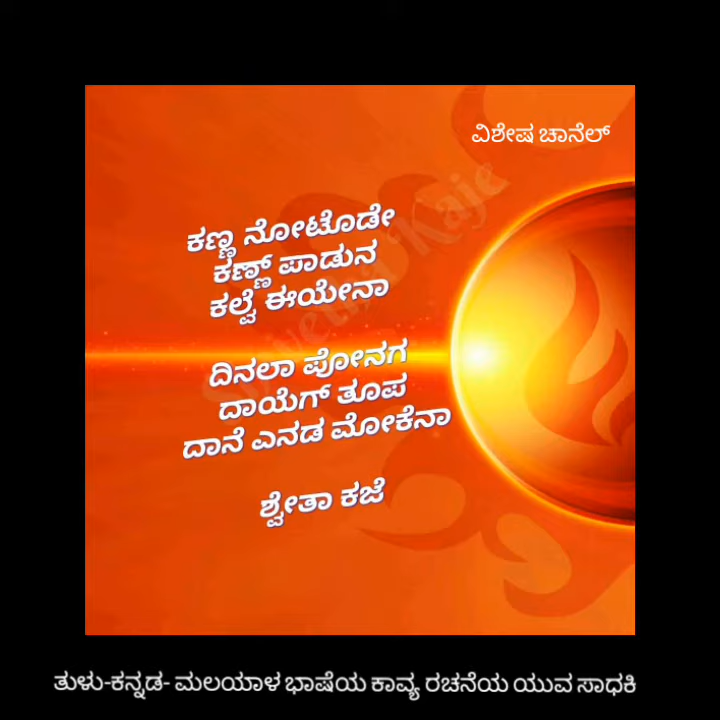 ವಿಶೇಷ ಚಾನೆಲ್
ಕಣ್ಣ ನೋಟೊಡೇ
ಕಣ್ಣ್ ಪಾಡುನ
ಕಲ್ವೆ ಈಯೇನಾ
ದಿನಲಾ ಪೋನಗ
ದಾಯೆಗ್ ತೂಪ
ದಾನೆ ಎನಡ ಮೋಕೆನಾ
ಶ್ವೇತಾ ಕಜೆ
ತುಳು-ಕನ್ನಡ- ಮಲಯಾಳ ಭಾಷೆಯ ಕಾವ್ಯ ರಚನೆಯ ಯುವ ಸಾಧಕಿ